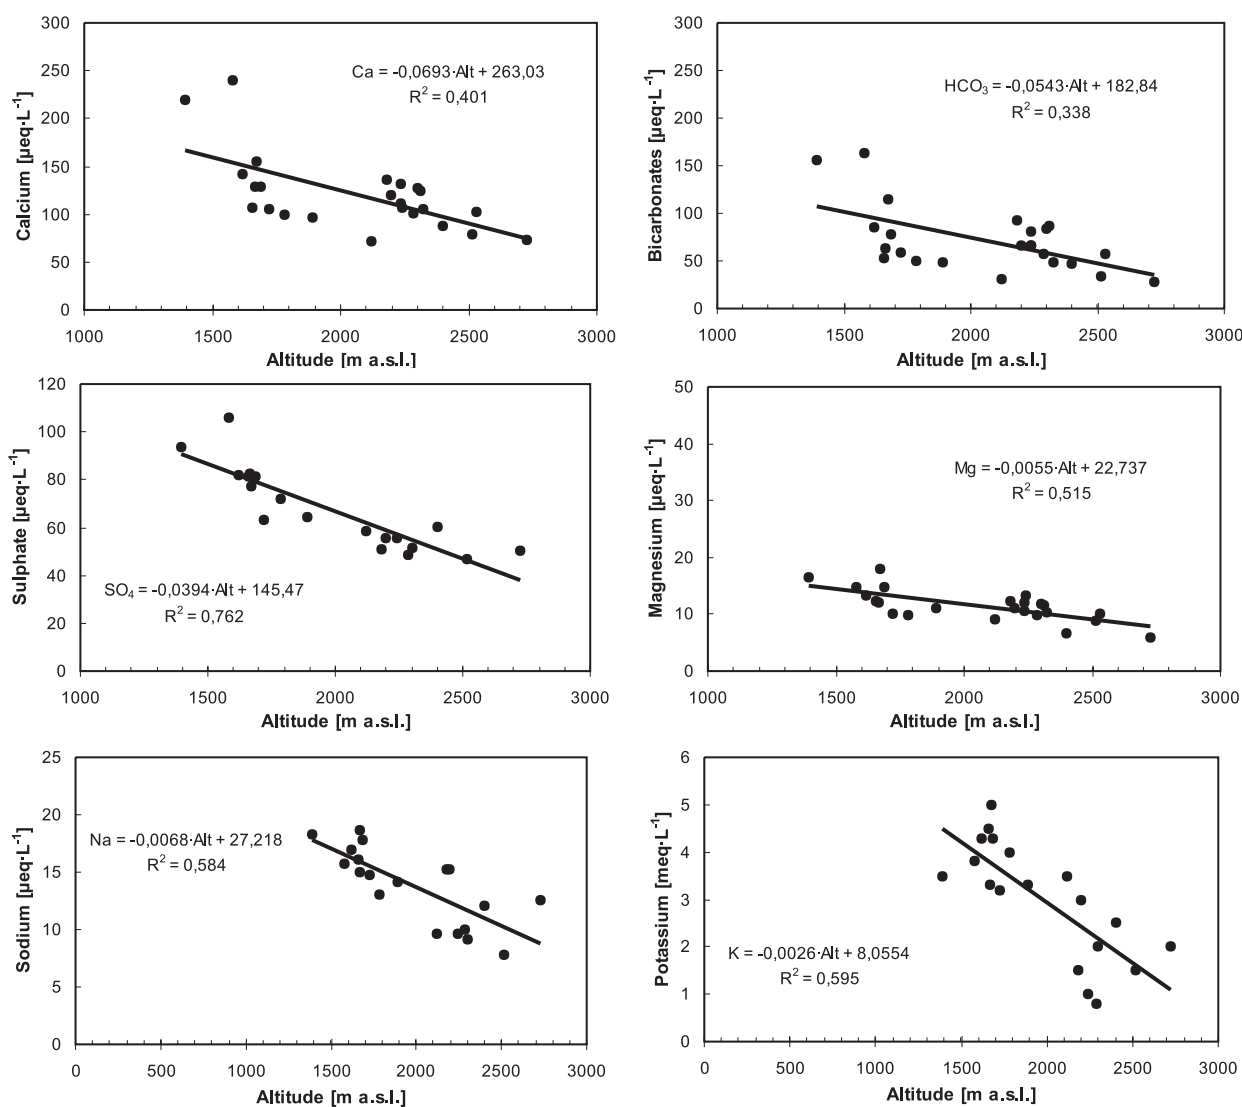 300
250
200
150
100
50
0
Calcium [µeq·L⁻¹]
Ca = -0,0693·Alt + 263,03
R² = 0,401
1000 1500 2000 2500 3000
Altitude [m a.s.l.]
300
250
200
150
100
50
0
Bicarbonates [µeq·L⁻¹]
HCO₃ = -0,0543·Alt + 182,84
R² = 0,338
1000 1500 2000 2500 3000
Altitude [m a.s.l.]
120
100
80
60
40
20
0
Sulphate [µeq·L⁻¹]
SO₄ = -0,0394·Alt + 145,47
R² = 0,762
1000 1500 2000 2500 3000
Altitude [m a.s.l.]
50
40
30
20
10
0
Magnesium [µeq·L⁻¹]
Mg = -0,0055·Alt + 22,737
R² = 0,515
1000 1500 2000 2500 3000
Altitude [m a.s.l.]
25
20
15
10
5
0
Sodium [µeq·L⁻¹]
Na = -0,0068·Alt + 27,218
R² = 0,584
0 500 1000 1500 2000 2500 3000
Altitude [m a.s.l.]
6
5
4
3
2
1
0
Potassium [meq·L⁻¹]
K = -0,0026·Alt + 8,0554
R² = 0,595
0 500 1000 1500 2000 2500 3000
Altitude [m a.s.l.]